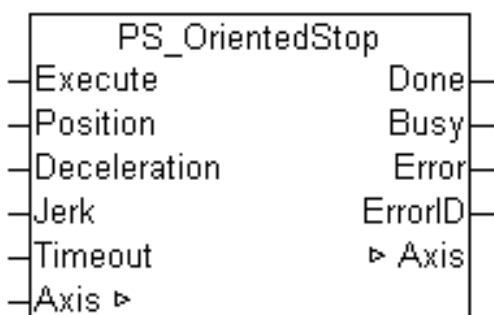 PS_OrientedStop
Execute Done
Position Busy
Deceleration Error
Jerk ErrorID
Timeout ▹ Axis
Axis ▹